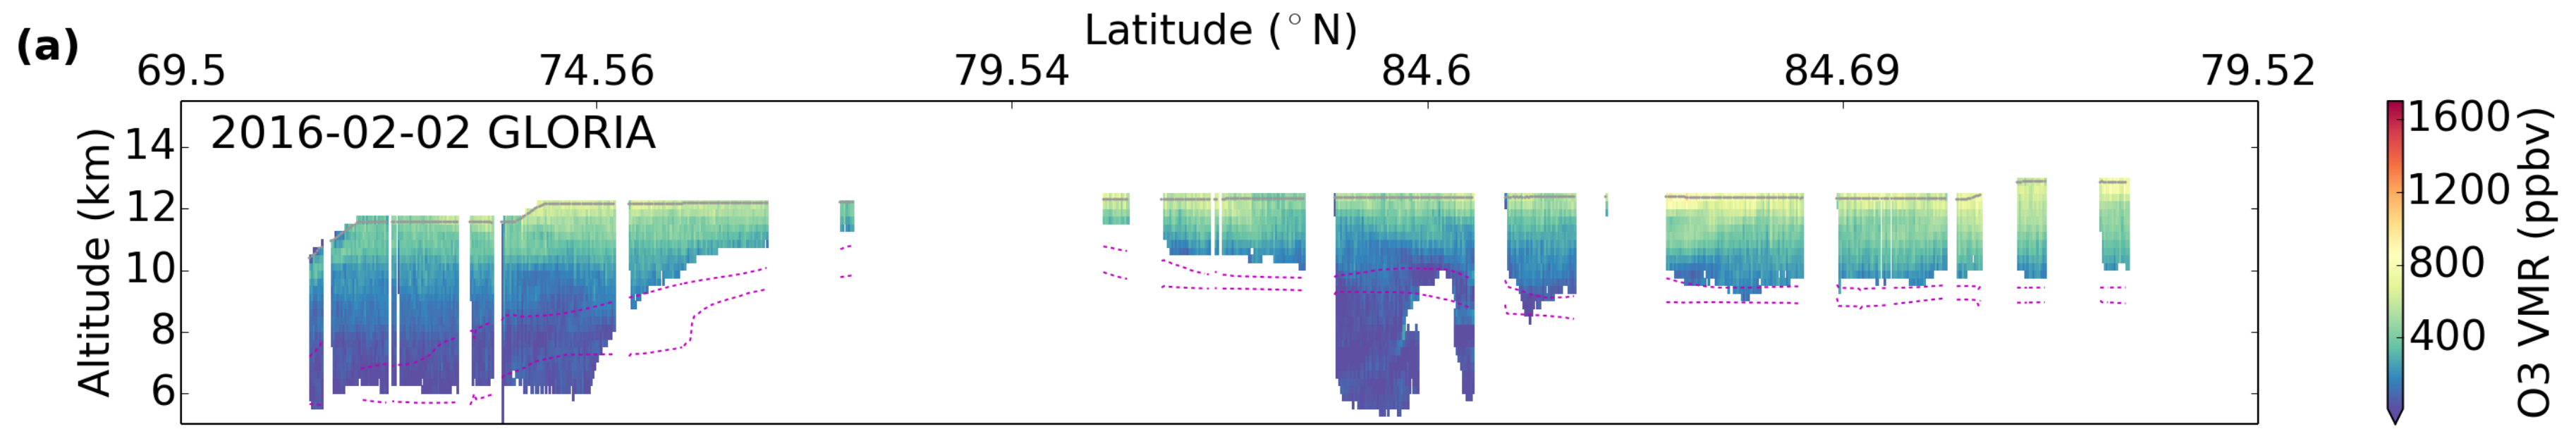 (a)
Latitude (°N)
69.5 74.56 79.54 84.6 84.69 79.52
2016-02-02 GLORIA
Altitude (km)
14
12
10
8
6
1600
1200
800
400
O3 VMR (ppbv)